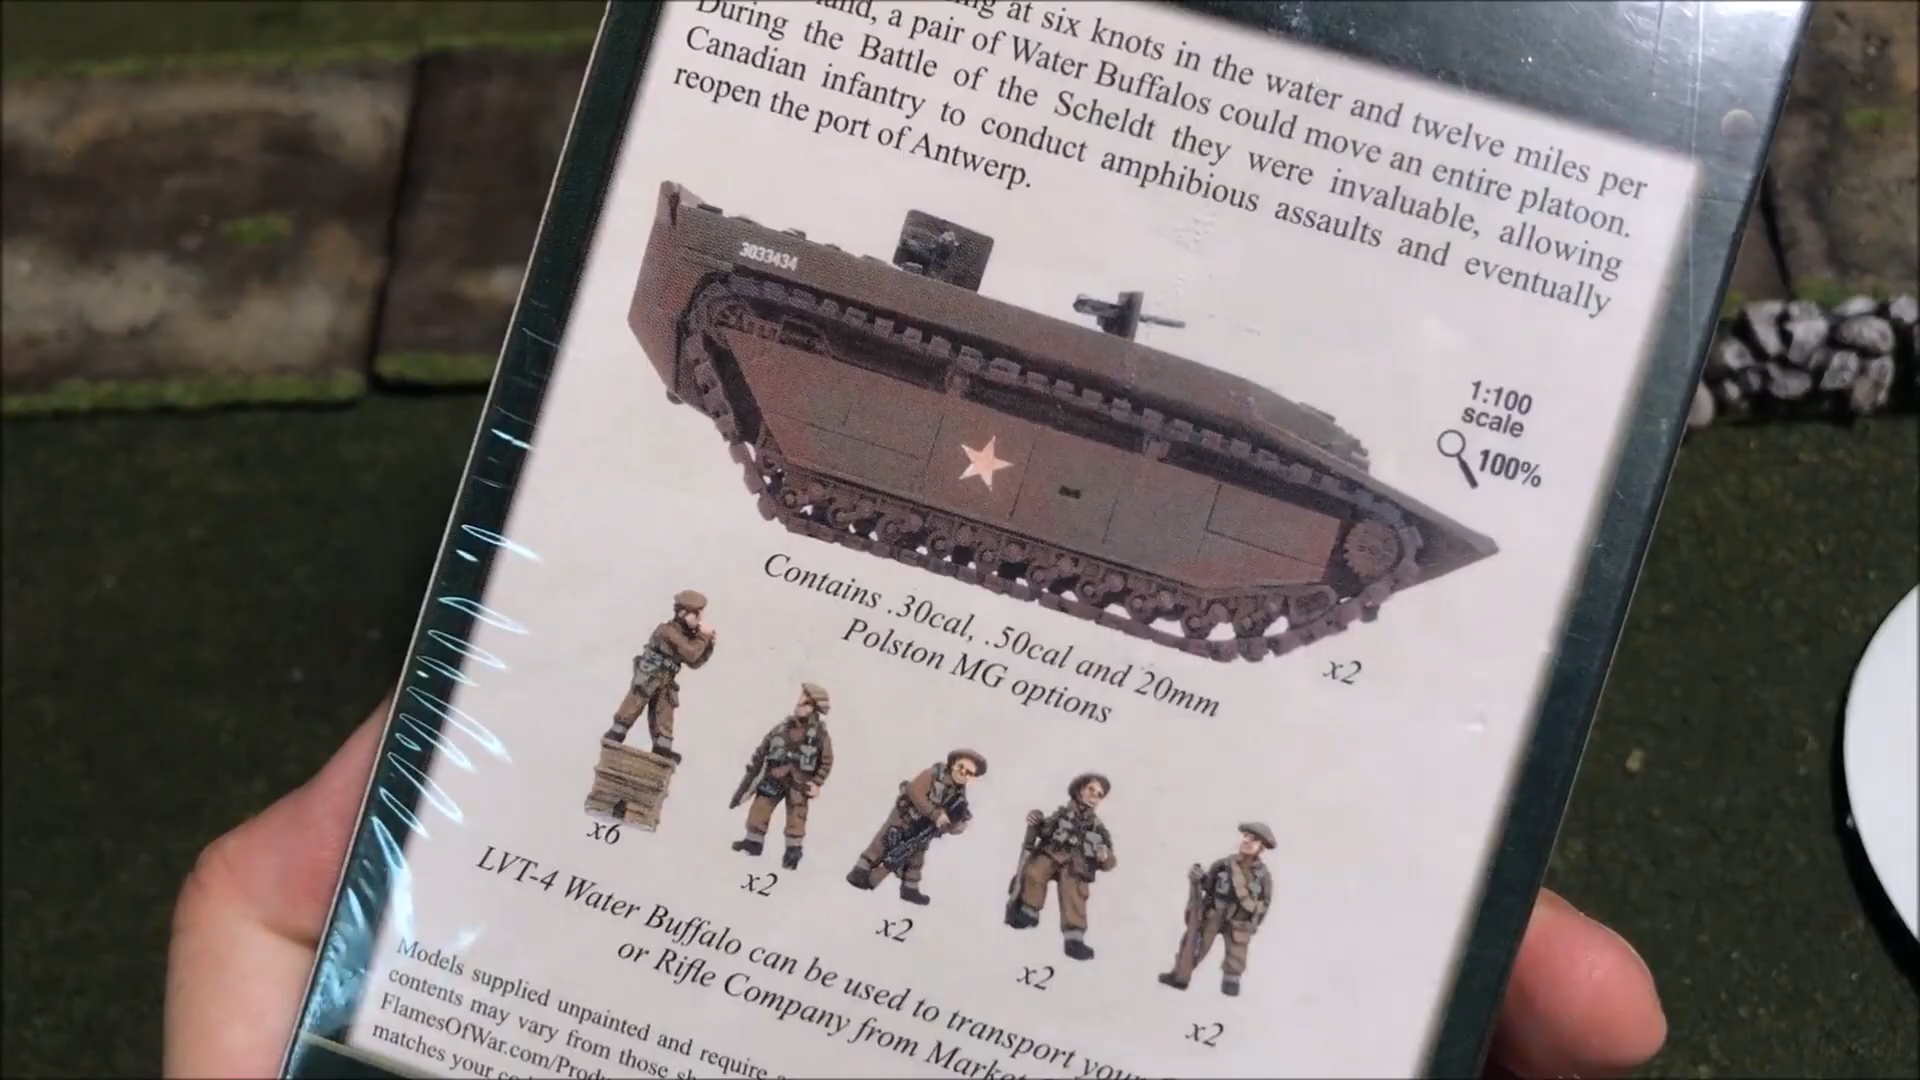 at six knots in the water and twelve miles per
a pair of Water Buffalos could move an entire platoon.
During the Battle of the Scheldt they were invaluable, allowing
Canadian infantry to conduct amphibious assaults and eventually
reopen the port of Antwerp.
3033434
1:100
scale
100%
Contains .30cal, .50cal and 20mm
Polston MG options
x2
x6
x2
x2
x2
x2
LVT-4 Water Buffalo can be used to transport your
or Rifle Company from Market
Models supplied unpainted and require
contents may vary from those
FlamesOfWar.com/Produ
matches your